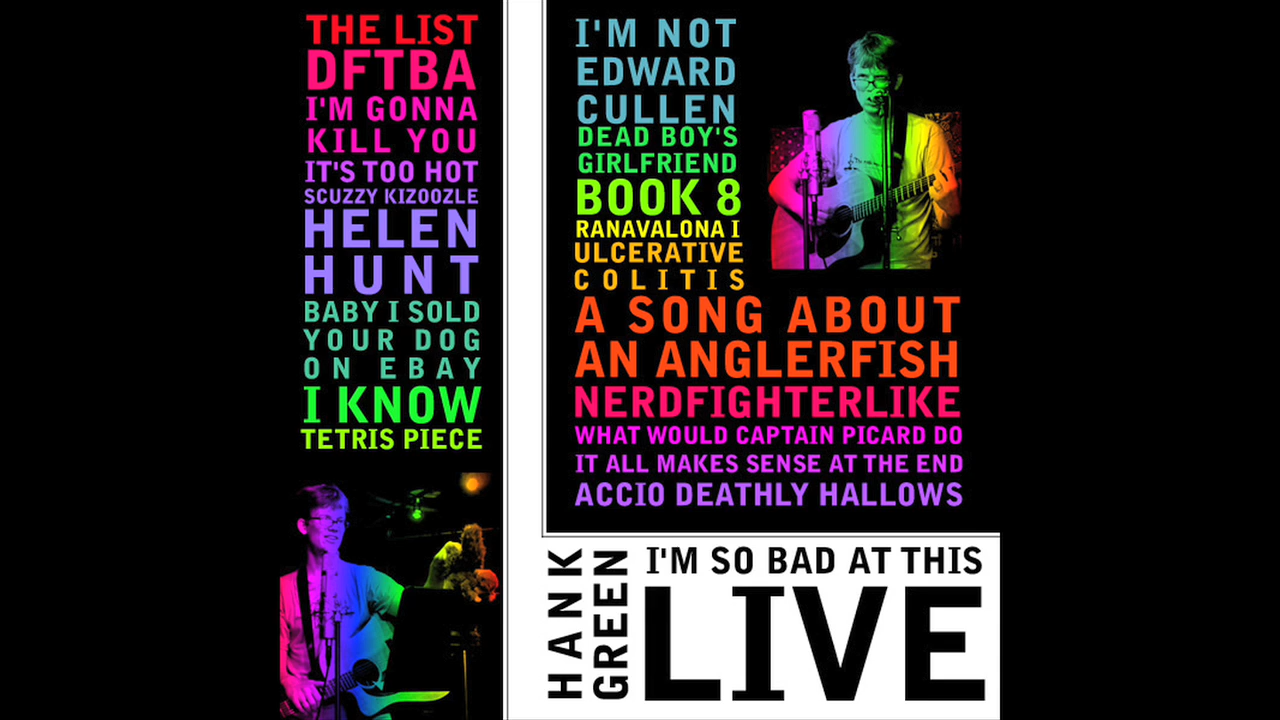 THE LIST
DFTBA
I'M GONNA
KILL YOU
IT'S TOO HOT
SCUZZY KIZOOZLE
HELEN
HUNT
BABY I SOLD
YOUR DOG
ON EBAY
I KNOW
TETRIS PIECE
I'M NOT
EDWARD
CULLEN
DEAD BOY'S
GIRLFRIEND
BOOK 8
RANAVALONA I
ULCERATIVE
COLITIS
A SONG ABOUT
AN ANGLERFISH
NERDFIGHTERLIKE
WHAT WOULD CAPTAIN PICARD DO
IT ALL MAKES SENSE AT THE END
ACCIO DEATHLY HALLOWS
HANK
GREEN
I'M SO BAD AT THIS
LIVE